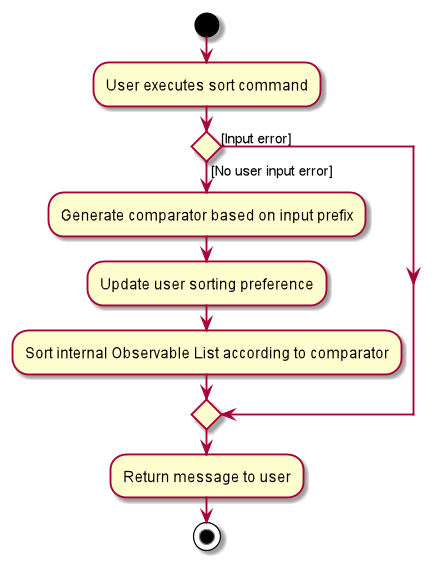 User executes sort command
[Input error]
[No user input error]
Generate comparator based on input prefix
Update user sorting preference
Sort internal Observable List according to comparator
Return message to user